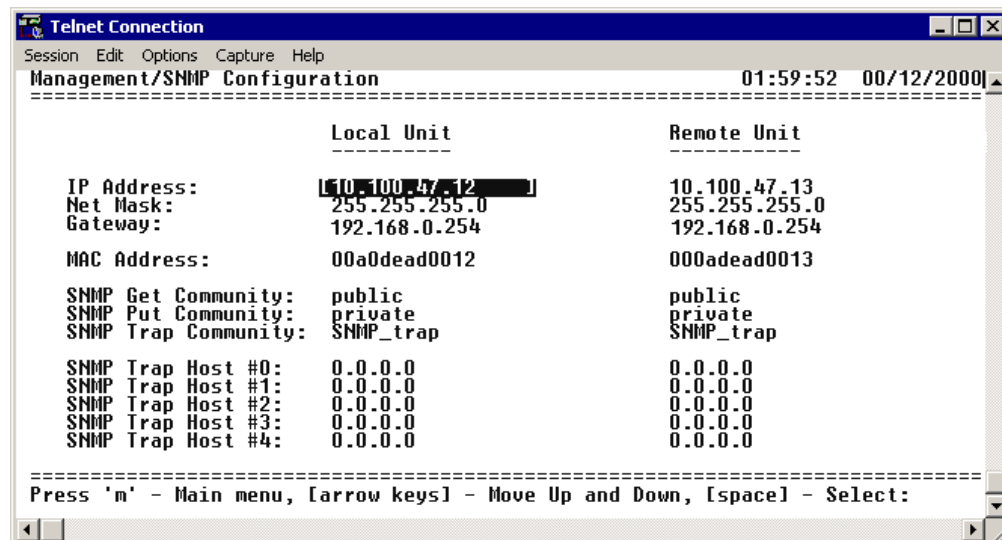 Telnet Connection
Session Edit Options Capture Help
Management/SNMP Configuration 01:59:52 00/12/2000
================================================================================
Local Unit Remote Unit
---------- -----------
IP Address: [10.100.47.12 ] 10.100.47.13
Net Mask: 255.255.255.0 255.255.255.0
Gateway: 192.168.0.254 192.168.0.254
MAC Address: 00a0dead0012 000adead0013
SNMP Get Community: public public
SNMP Put Community: private private
SNMP Trap Community: SNMP_trap SNMP_trap
SNMP Trap Host #0: 0.0.0.0 0.0.0.0
SNMP Trap Host #1: 0.0.0.0 0.0.0.0
SNMP Trap Host #2: 0.0.0.0 0.0.0.0
SNMP Trap Host #3: 0.0.0.0 0.0.0.0
SNMP Trap Host #4: 0.0.0.0 0.0.0.0
================================================================================
Press 'm' - Main menu, [arrow keys] - Move Up and Down, [space] - Select: